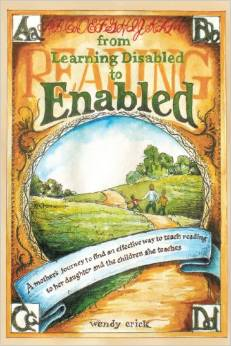 Aa
Bb
from
READING
Learning Disabled
to
Enabled
A mother's journey to find an effective way to teach reading
to her daughter and the children she teaches
Cc
Dd
wendy erick